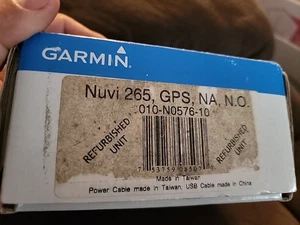 GARMIN
Nuvi 265, GPS, NA, N.O.
010-N0576-10
REFURBISHED
UNIT
REFURBISHED
UNIT
Made in Taiwan
Power Cable made in Taiwan, USB Cable made in China